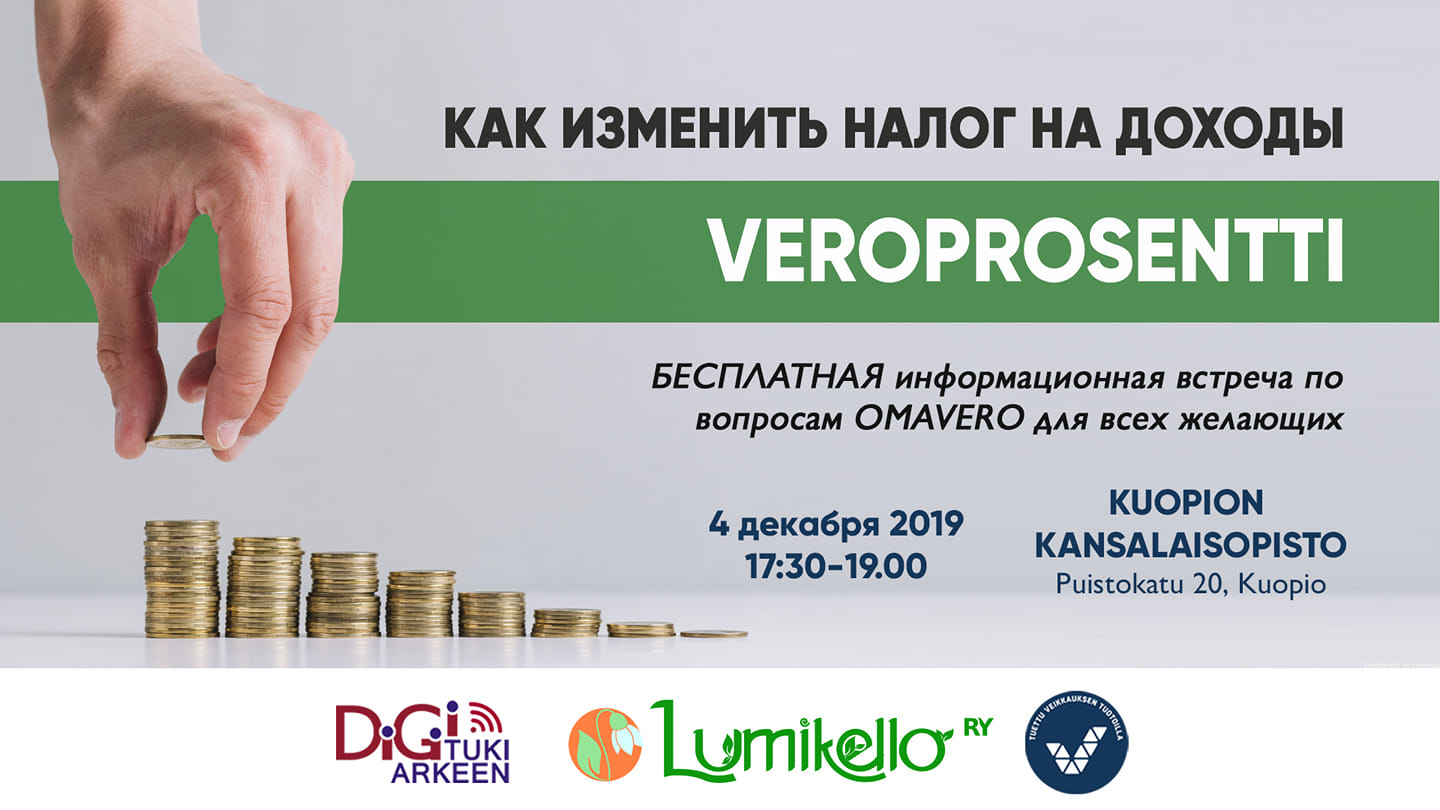 КАК ИЗМЕНИТЬ НАЛОГ НА ДОХОДЫ
VEROPROSENTTI
БЕСПЛАТНАЯ информационная встреча по
вопросам OMAVERO для всех желающих
4 декабря 2019
17:30-19.00
KUOPION
KANSALAISOPISTO
Puistokatu 20, Kuopio
DiGi
TUKI
ARKEEN
Lumikello RY
TUETTU VEIKKAUKSEN TUOTOILLA